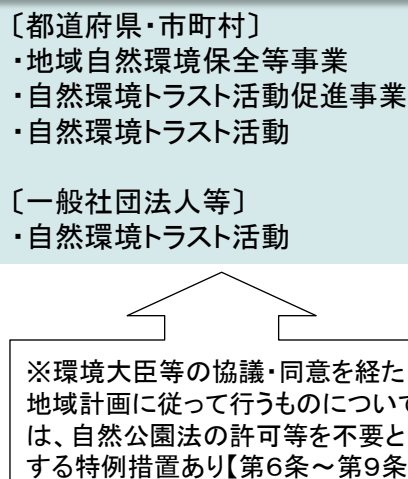 〔都道府県・市町村〕
・地域自然環境保全等事業
・自然環境トラスト活動促進事業
・自然環境トラスト活動
〔一般社団法人等〕
・自然環境トラスト活動
※環境大臣等の協議・同意を経た
地域計画に従って行うものについて
は、自然公園法の許可等を不要と
する特例措置あり【第6条～第9条